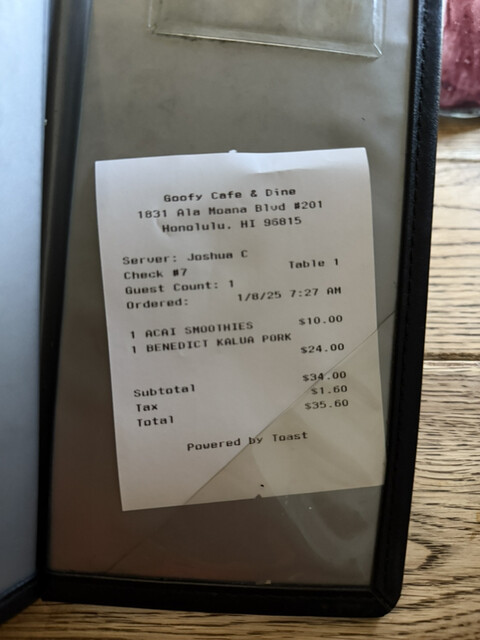 Goofy Cafe & Dine
1831 Ala Moana Blvd #201
Honolulu, HI 96815
Server: Joshua C
Check #7 Table 1
Guest Count: 1
Ordered: 1/8/25 7:27 AM
1 ACAI SMOOTHIES $10.00
1 BENEDICT KALUA PORK $24.00
Subtotal $34.00
Tax $1.60
Total $35.60
Powered by Toast